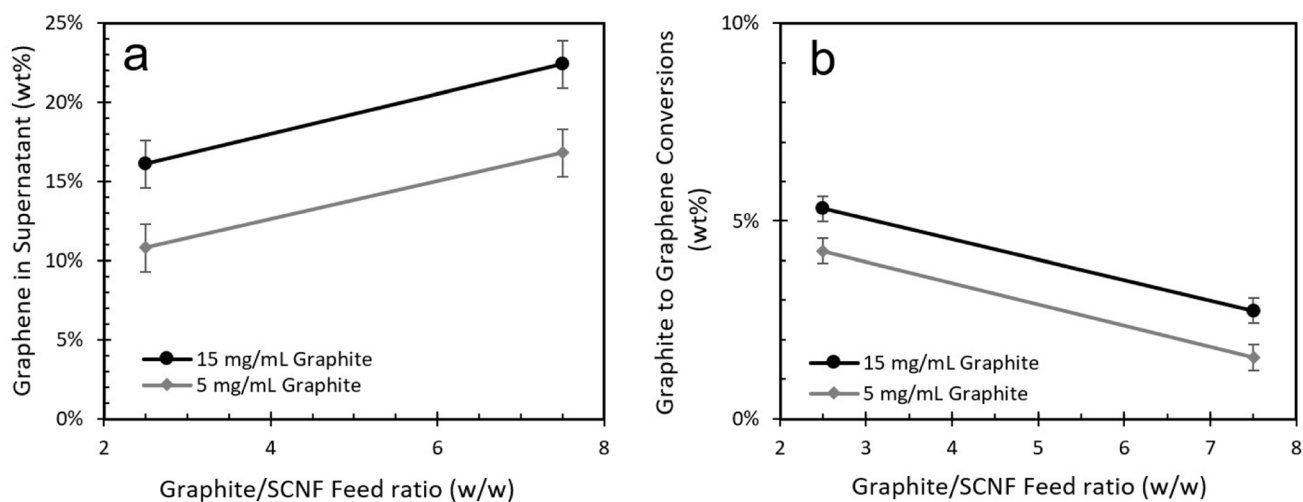 a
Graphene in Supernatant (wt%)
25%
20%
15%
10%
5%
0%
15 mg/mL Graphite
5 mg/mL Graphite
2 4 6 8
Graphite/SCNF Feed ratio (w/w)
b
Graphite to Graphene Conversions
(wt%)
10%
5%
0%
15 mg/mL Graphite
5 mg/mL Graphite
2 3 4 5 6 7 8
Graphite/SCNF Feed ratio (w/w)